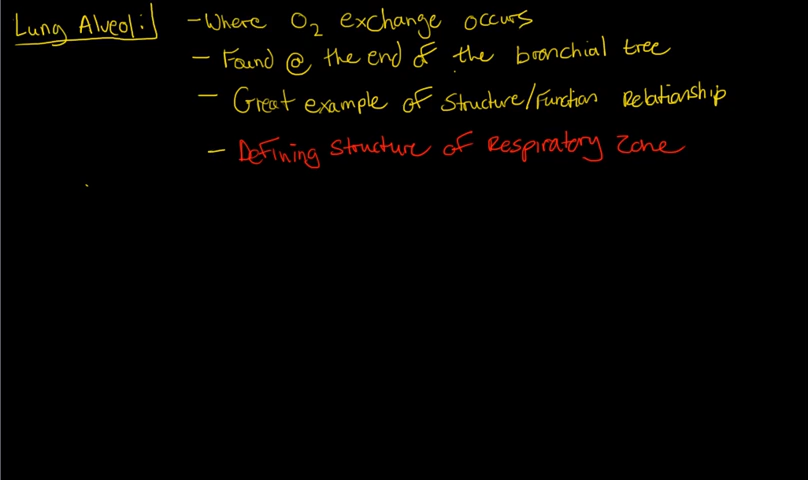 Lung Alveoli: - Where O2 exchange occurs
- Found @ the end of the bronchial tree
- Great example of Structure/Function Relationship
- Defining Structure of Respiratory Zone